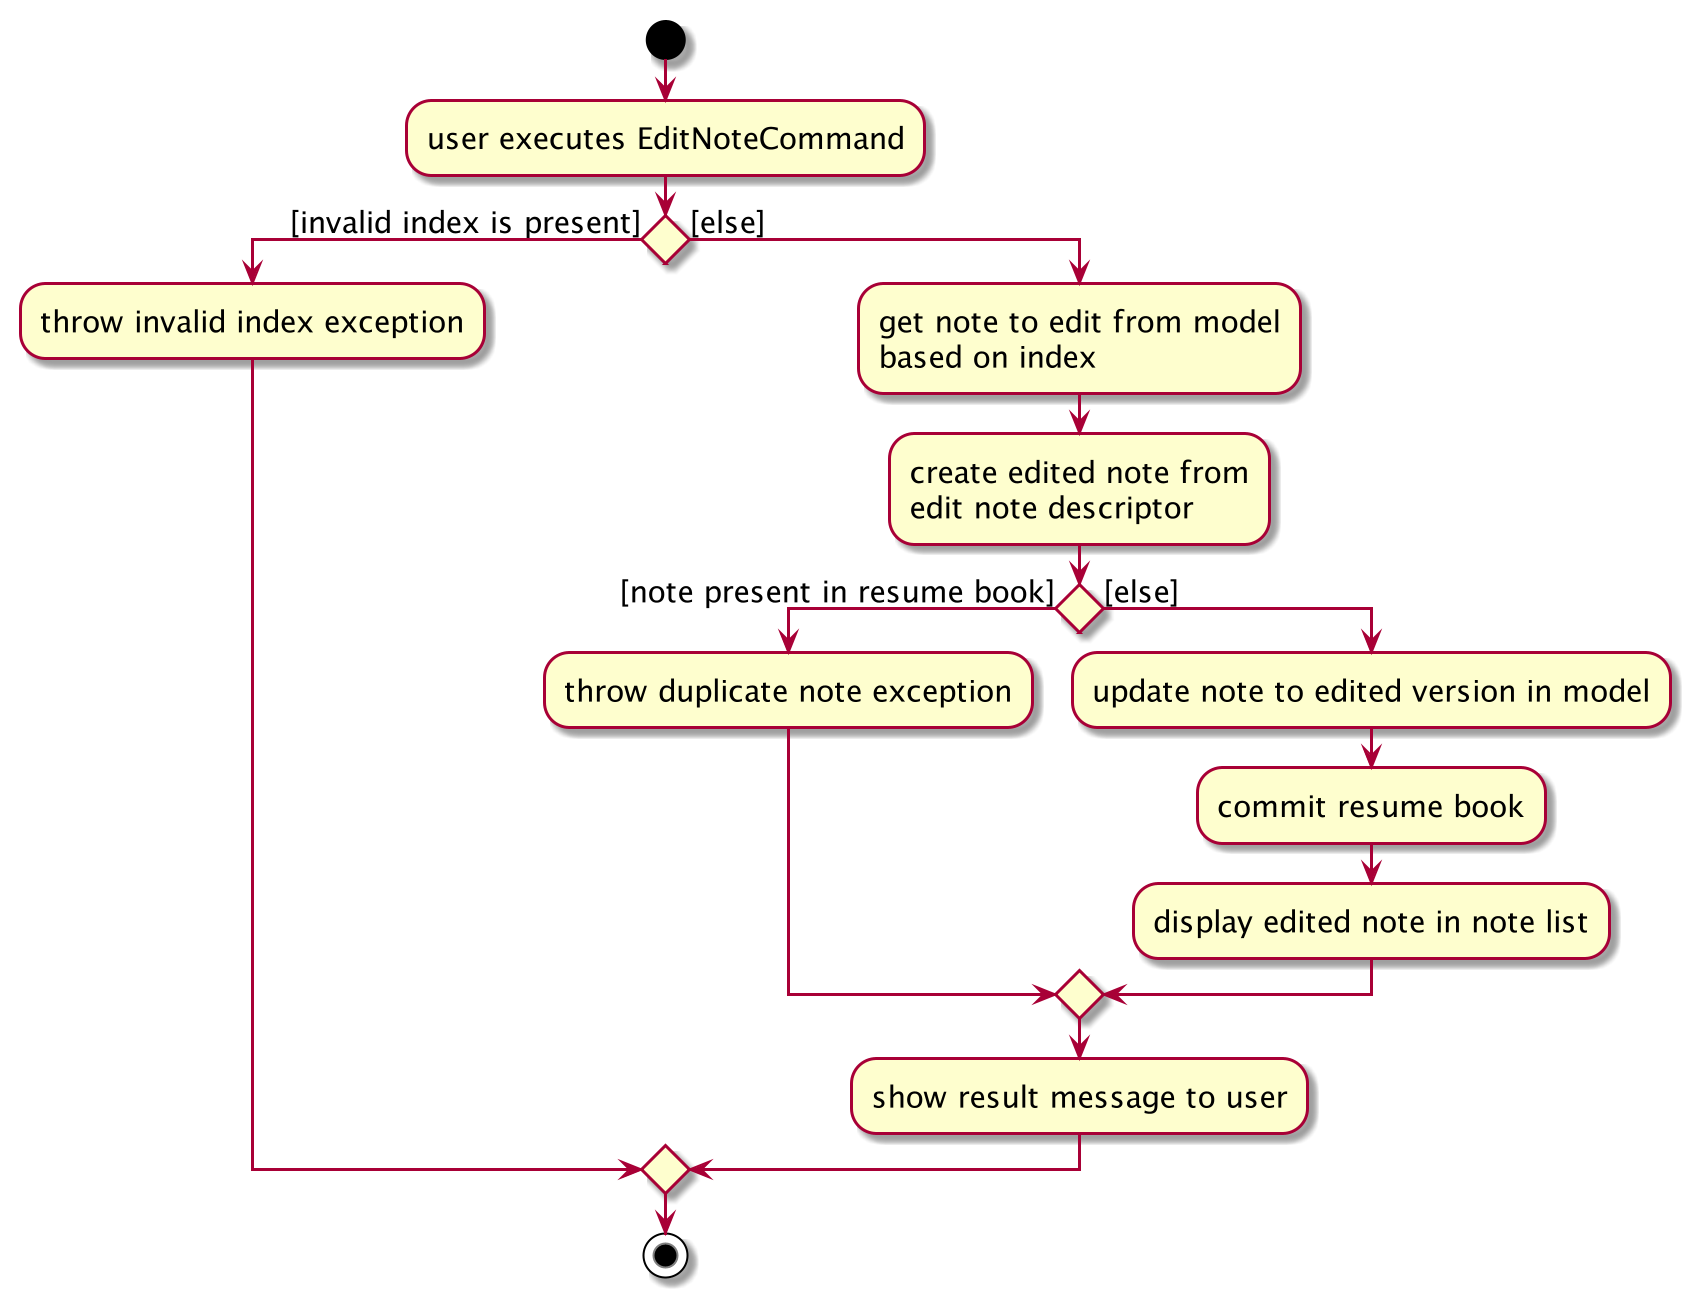 user executes EditNoteCommand
[invalid index is present]
[else]
throw invalid index exception
get note to edit from model
based on index
create edited note from
edit note descriptor
[note present in resume book]
[else]
throw duplicate note exception
update note to edited version in model
commit resume book
display edited note in note list
show result message to user